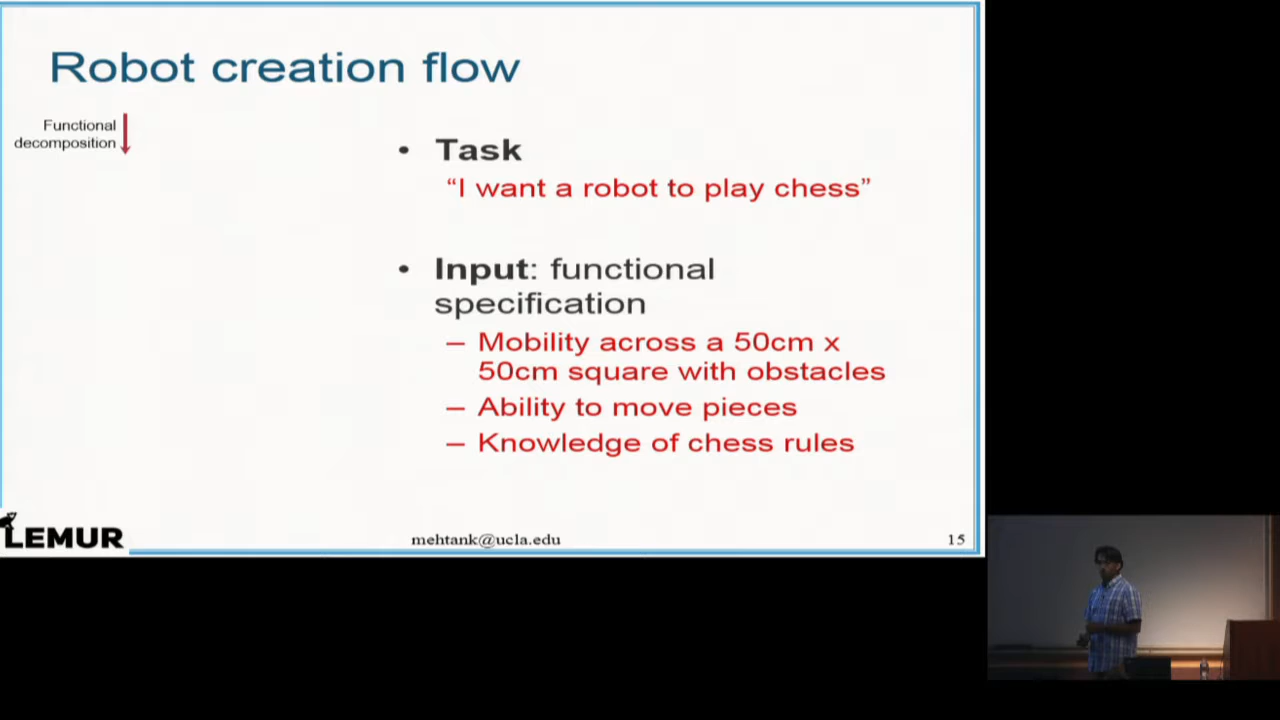 Robot creation flow
Functional
decomposition
• Task
“I want a robot to play chess”
• Input: functional
specification
– Mobility across a 50cm x
50cm square with obstacles
– Ability to move pieces
– Knowledge of chess rules
LEMUR
mehtank@ucla.edu
15